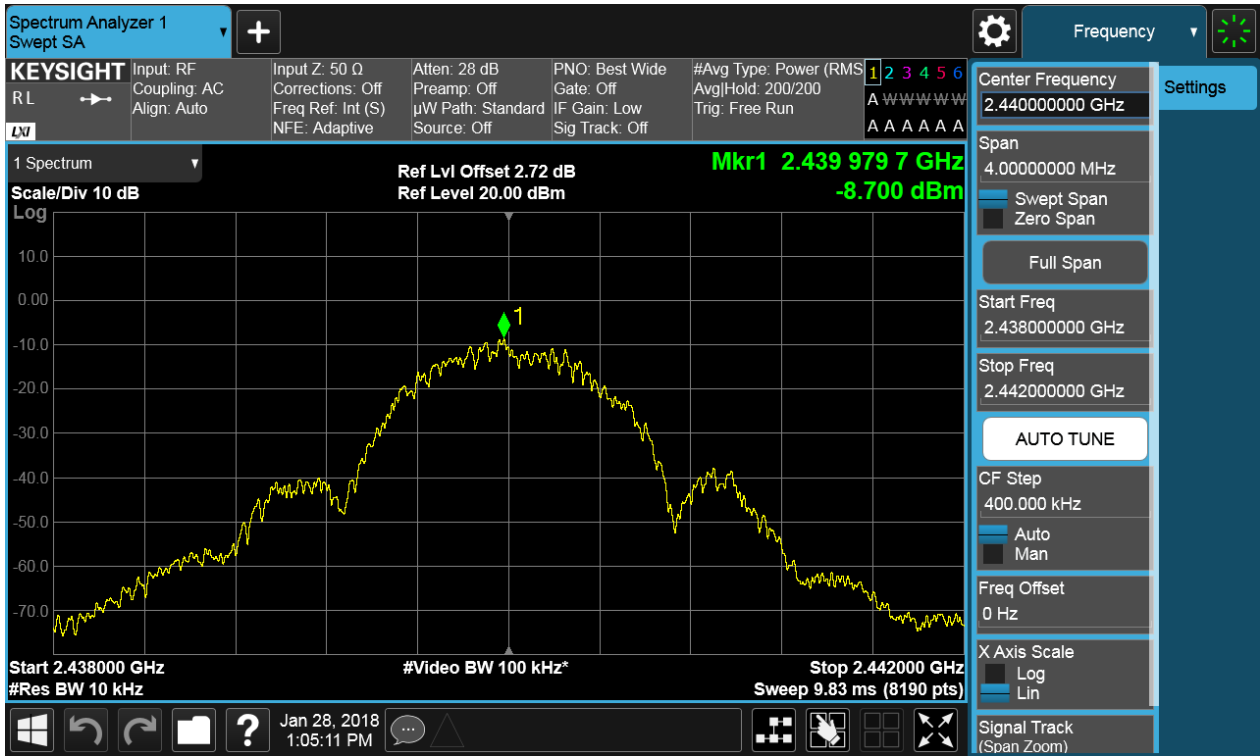 Spectrum Analyzer 1
Swept SA
+
Frequency
KEYSIGHT
R L
LXI
Input: RF
Coupling: AC
Align: Auto
Input Z: 50 Ω
Corrections: Off
Freq Ref: Int (S)
NFE: Adaptive
Atten: 28 dB
Preamp: Off
µW Path: Standard
Source: Off
PNO: Best Wide
Gate: Off
IF Gain: Low
Sig Track: Off
#Avg Type: Power (RMS
Avg|Hold: 200/200
Trig: Free Run
1 2 3 4 5 6
A W W W W W
A A A A A A
1 Spectrum
Scale/Div 10 dB
Log
Ref Lvl Offset 2.72 dB
Ref Level 20.00 dBm
Mkr1 2.439 979 7 GHz
-8.700 dBm
10.0
0.00
-10.0
-20.0
-30.0
-40.0
-50.0
-60.0
-70.0
1
Start 2.438000 GHz
#Res BW 10 kHz
#Video BW 100 kHz*
Stop 2.442000 GHz
Sweep 9.83 ms (8190 pts)
Center Frequency
2.440000000 GHz
Settings
Span
4.00000000 MHz
Swept Span
Zero Span
Full Span
Start Freq
2.438000000 GHz
Stop Freq
2.442000000 GHz
AUTO TUNE
CF Step
400.000 kHz
Auto
Man
Freq Offset
0 Hz
X Axis Scale
Log
Lin
Signal Track
(Span Zoom)
?
Jan 28, 2018
1:05:11 PM